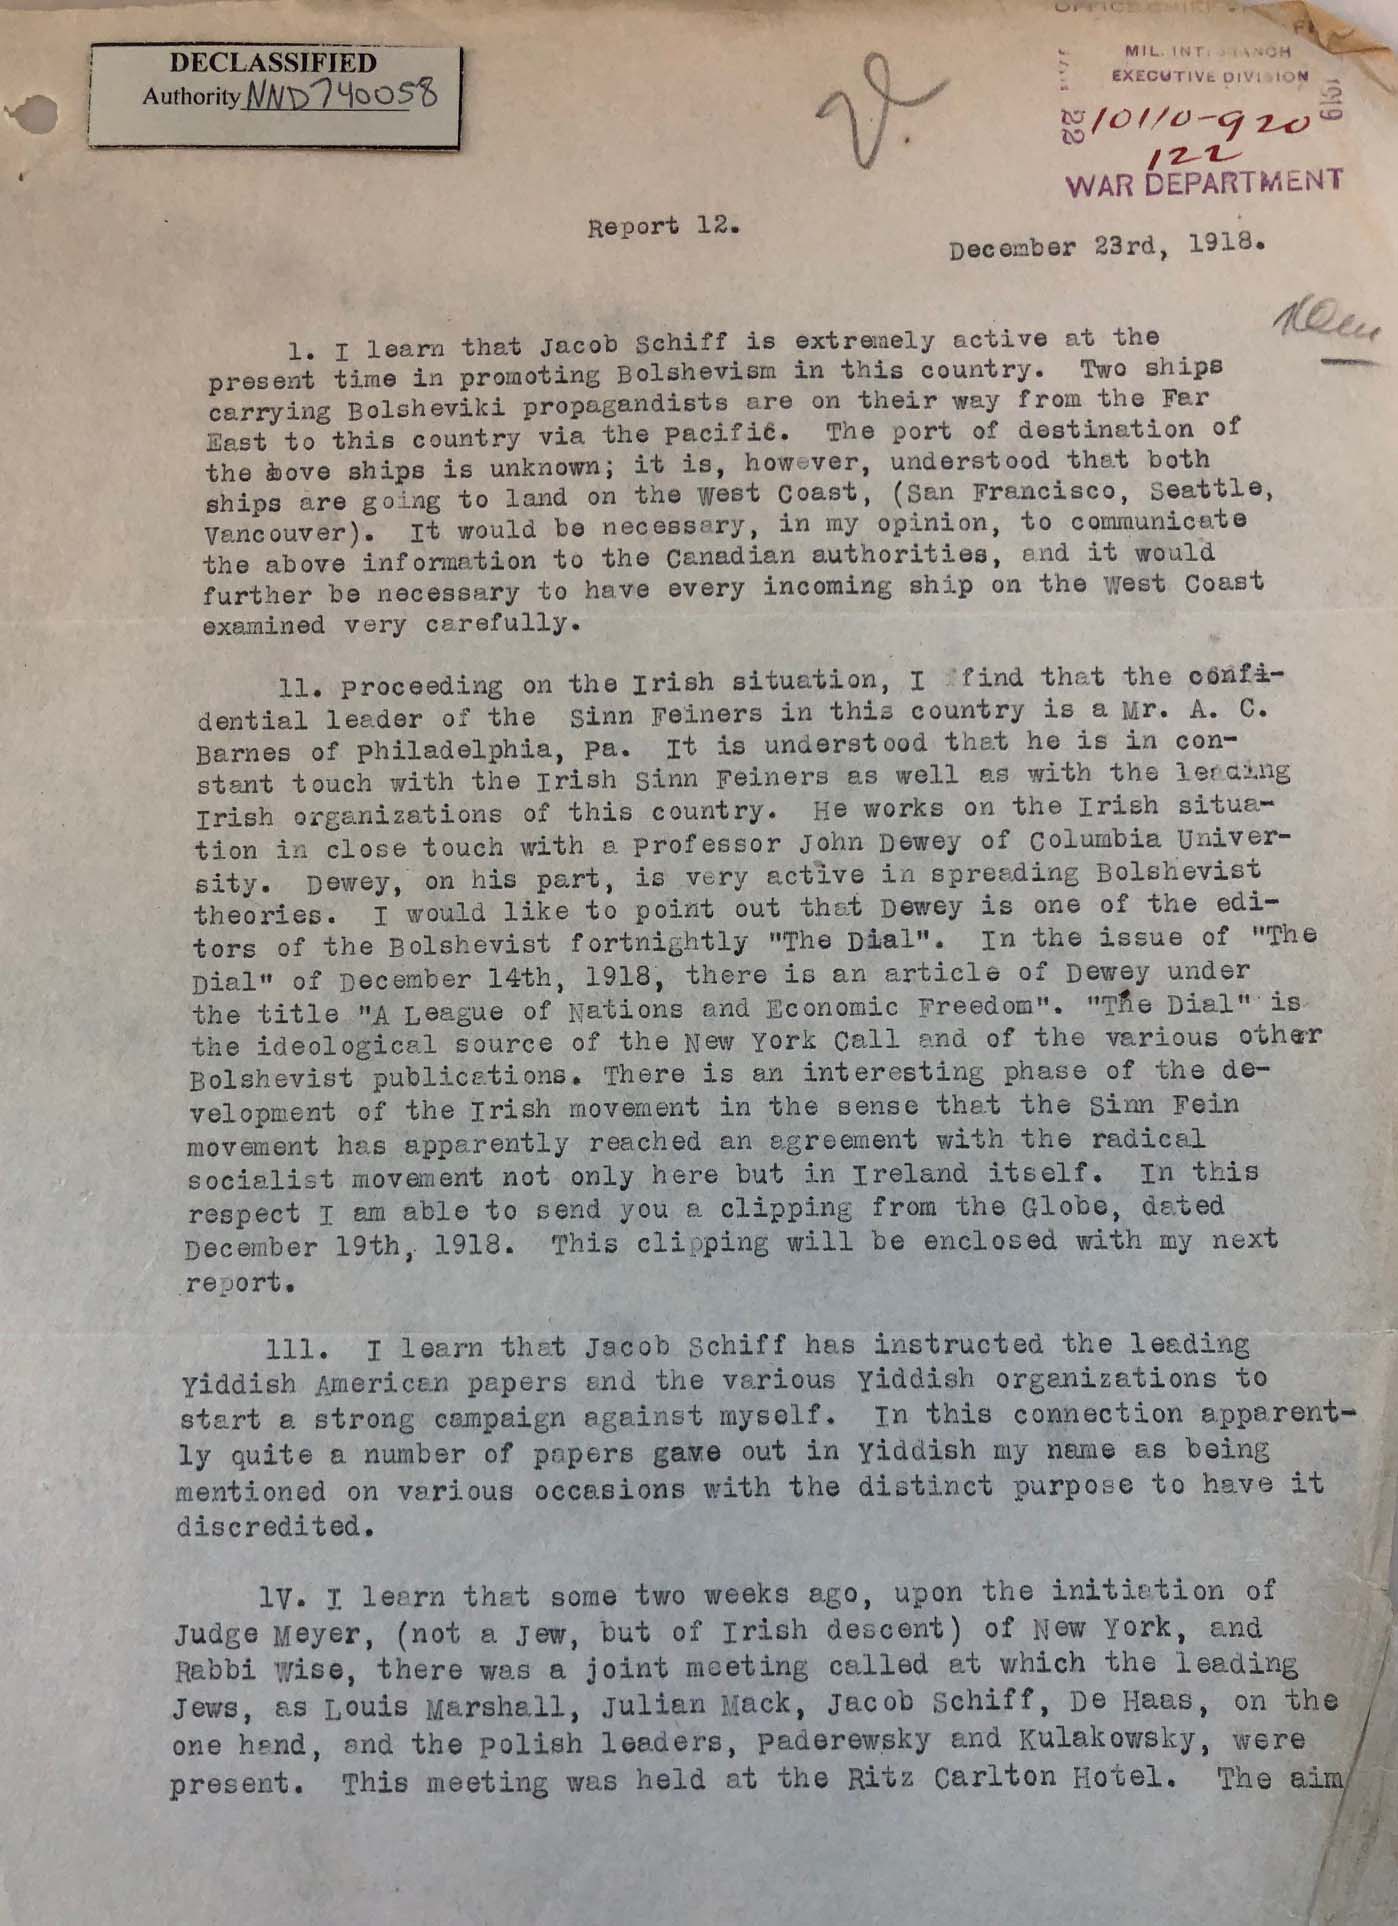 DECLASSIFIED
Authority NND740058
MIL. INT. BRANCH
EXECUTIVE DIVISION
22
1919
10110-920
122
WAR DEPARTMENT
Report 12.
December 23rd, 1918.
1. I learn that Jacob Schiff is extremely active at the
present time in promoting Bolshevism in this country. Two ships
carrying Bolsheviki propagandists are on their way from the Far
East to this country via the Pacific. The port of destination of
the above ships is unknown; it is, however, understood that both
ships are going to land on the West Coast, (San Francisco, Seattle,
Vancouver). It would be necessary, in my opinion, to communicate
the above information to the Canadian authorities, and it would
further be necessary to have every incoming ship on the West Coast
examined very carefully.
11. Proceeding on the Irish situation, I find that the confi-
dential leader of the Sinn Feiners in this country is a Mr. A. C.
Barnes of Philadelphia, Pa. It is understood that he is in con-
stant touch with the Irish Sinn Feiners as well as with the leading
Irish organizations of this country. He works on the Irish situa-
tion in close touch with a Professor John Dewey of Columbia Univer-
sity. Dewey, on his part, is very active in spreading Bolshevist
theories. I would like to point out that Dewey is one of the edi-
tors of the Bolshevist fortnightly "The Dial". In the issue of "The
Dial" of December 14th, 1918, there is an article of Dewey under
the title "A League of Nations and Economic Freedom". "The Dial" is
the ideological source of the New York Call and of the various other
Bolshevist publications. There is an interesting phase of the de-
velopment of the Irish movement in the sense that the Sinn Fein
movement has apparently reached an agreement with the radical
socialist movement not only here but in Ireland itself. In this
respect I am able to send you a clipping from the Globe, dated
December 19th, 1918. This clipping will be enclosed with my next
report.
111. I learn that Jacob Schiff has instructed the leading
Yiddish American papers and the various Yiddish organizations to
start a strong campaign against myself. In this connection apparent-
ly quite a number of papers gave out in Yiddish my name as being
mentioned on various occasions with the distinct purpose to have it
discredited.
1V. I learn that some two weeks ago, upon the initiation of
Judge Meyer, (not a Jew, but of Irish descent) of New York, and
Rabbi Wise, there was a joint meeting called at which the leading
Jews, as Louis Marshall, Julian Mack, Jacob Schiff, De Haas, on the
one hand, and the Polish leaders, Paderewsky and Kulakowsky, were
present. This meeting was held at the Ritz Carlton Hotel. The aim